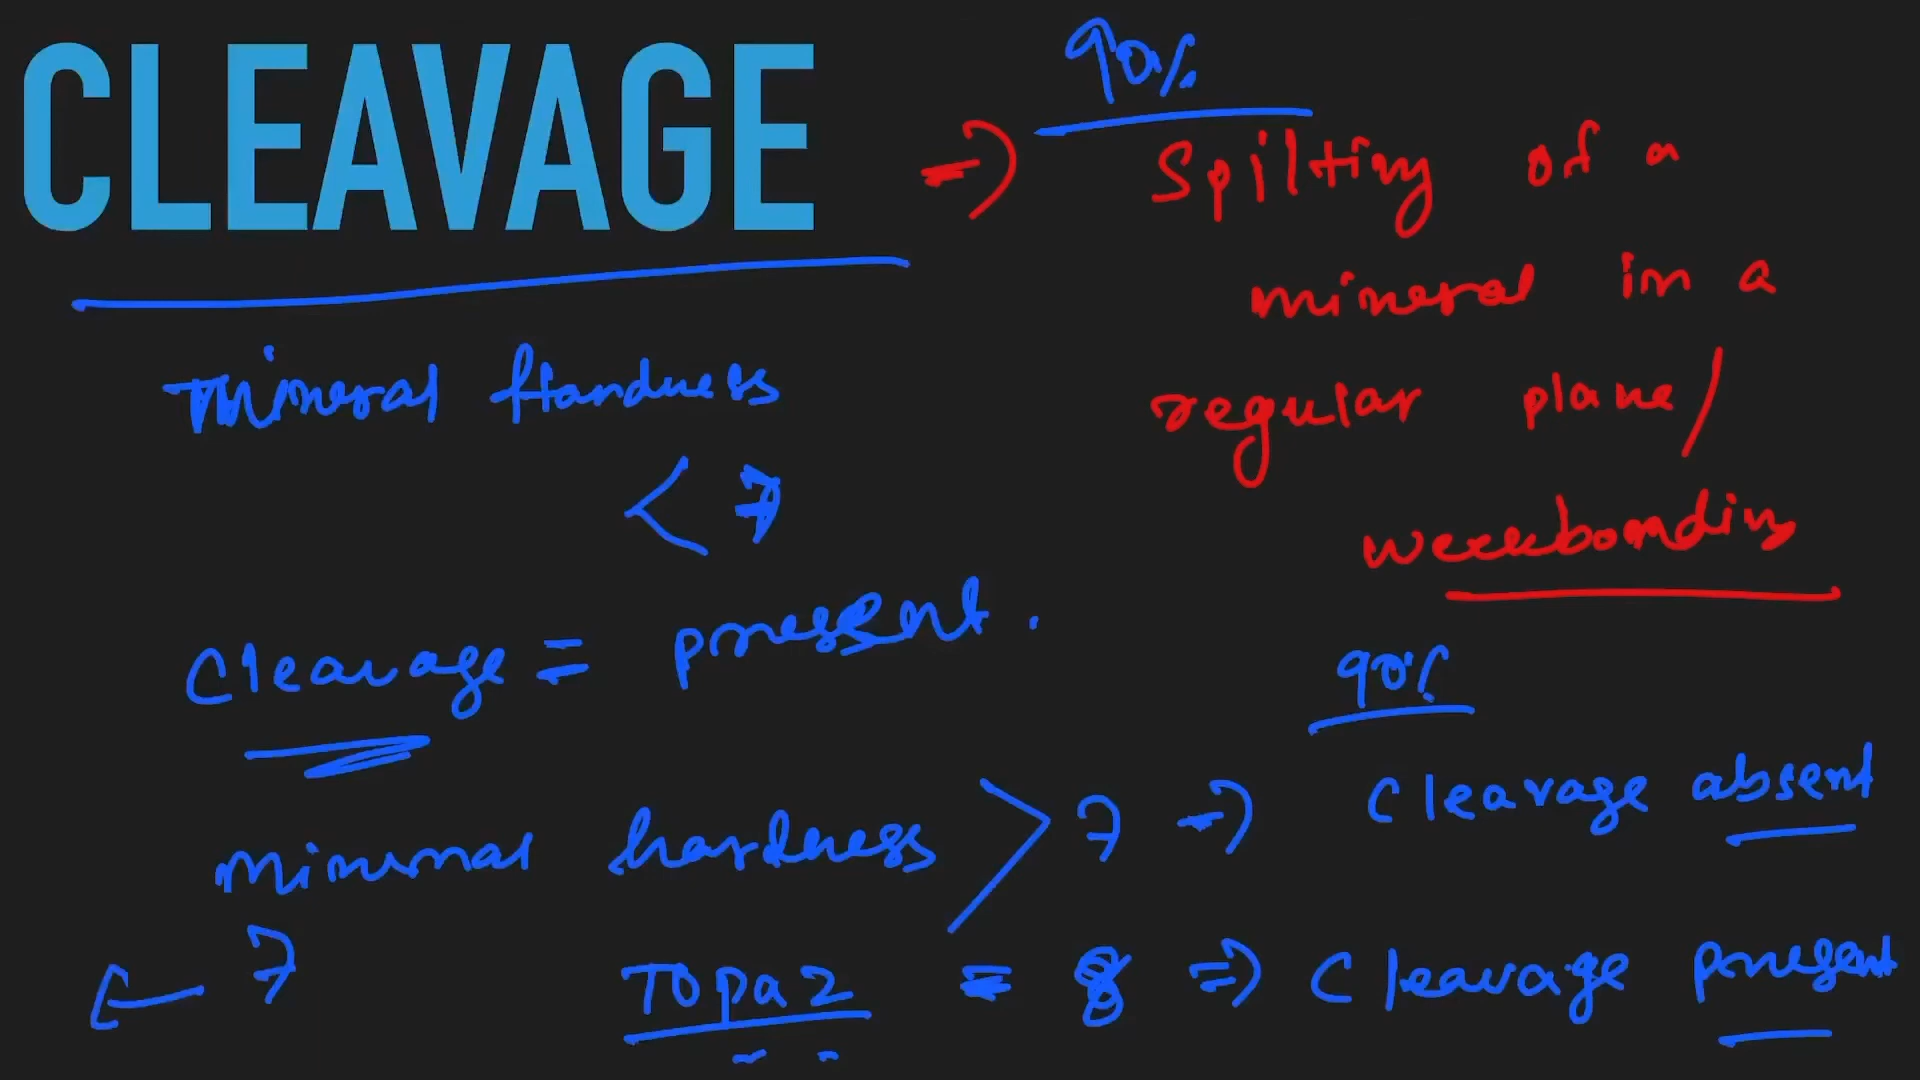 CLEAVAGE
90%
=> Spilting of a
mineral in a
regular plane/
weekbonding
mineral Hardness
< 7
Cleavage = present.
90%
mineral hardness > 7 => Cleavage absent
7
Topaz = 8 => Cleavage present